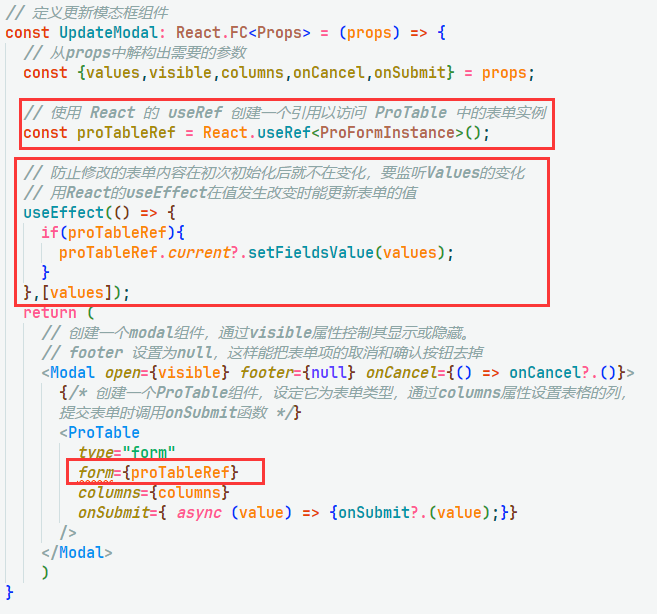 // 定义更新模态框组件
const UpdateModal: React.FC<Props> = (props) => {
// 从props中解构出需要的参数
const {values,visible,columns,onCancel,onSubmit} = props;
// 使用 React 的 useRef 创建一个引用以访问 ProTable 中的表单实例
const proTableRef = React.useRef<ProFormInstance>();
// 防止修改的表单内容在初次初始化后就不在变化，要监听Values的变化
// 用React的useEffect在值发生改变时能更新表单的值
useEffect(() => {
if(proTableRef){
proTableRef.current?.setFieldsValue(values);
}
},[values]);
return (
// 创建一个modal组件，通过visible属性控制其显示或隐藏。
// footer 设置为null，这样能把表单项的取消和确认按钮去掉
<Modal open={visible} footer={null} onCancel={() => onCancel?.()}>
{/* 创建一个ProTable组件，设定它为表单类型，通过columns属性设置表格的列，
提交表单时调用onSubmit函数 */}
<ProTable
type="form"
form={proTableRef}
columns={columns}
onSubmit={ async (value) => {onSubmit?.(value);}}
/>
</Modal>
)
}